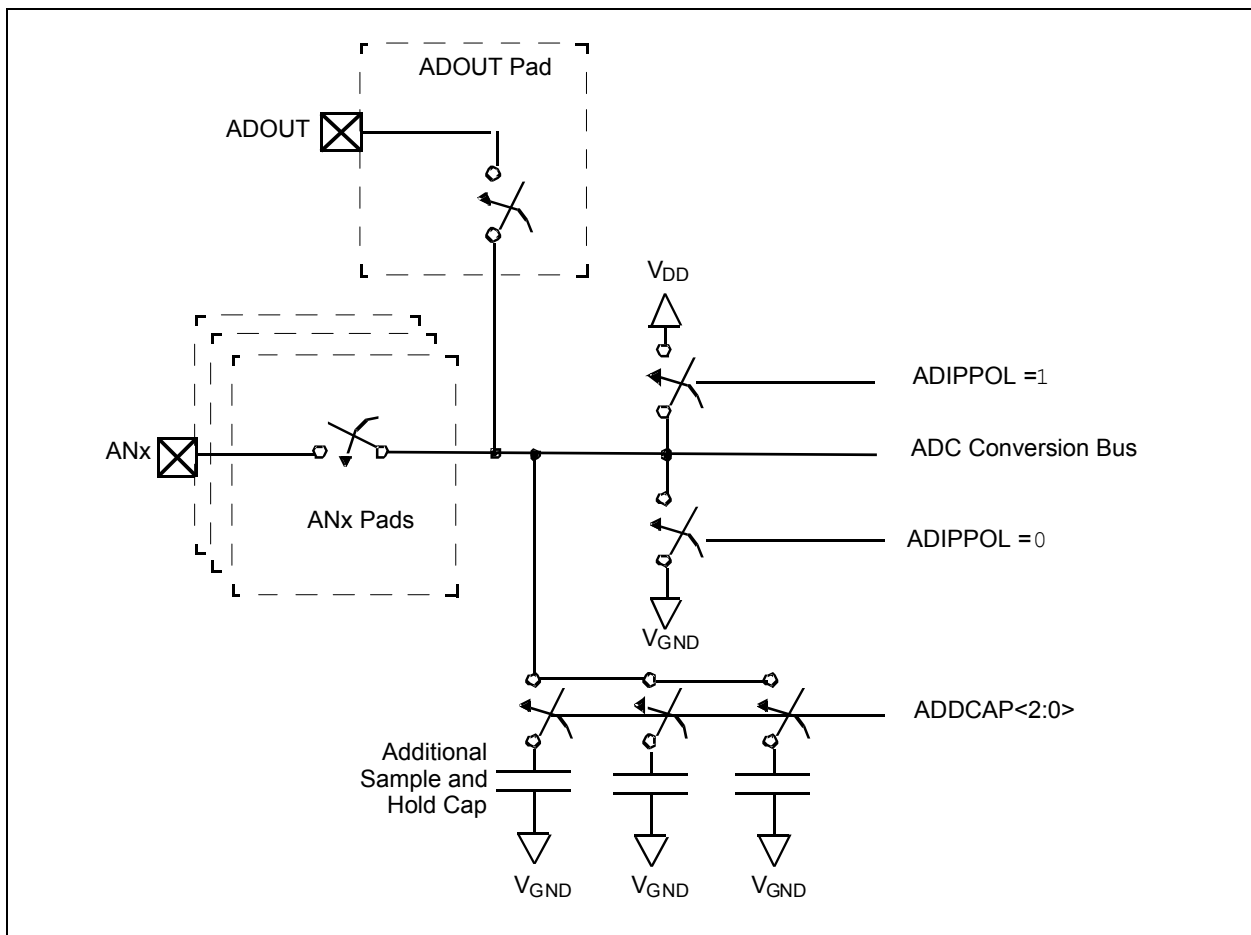 ADOUT Pad
ADOUT
VDD
ADIPPOL =1
ANx
ADC Conversion Bus
ANx Pads
ADIPPOL =0
VGND
ADDCAP<2:0>
Additional
Sample and
Hold Cap
VGND
VGND
VGND